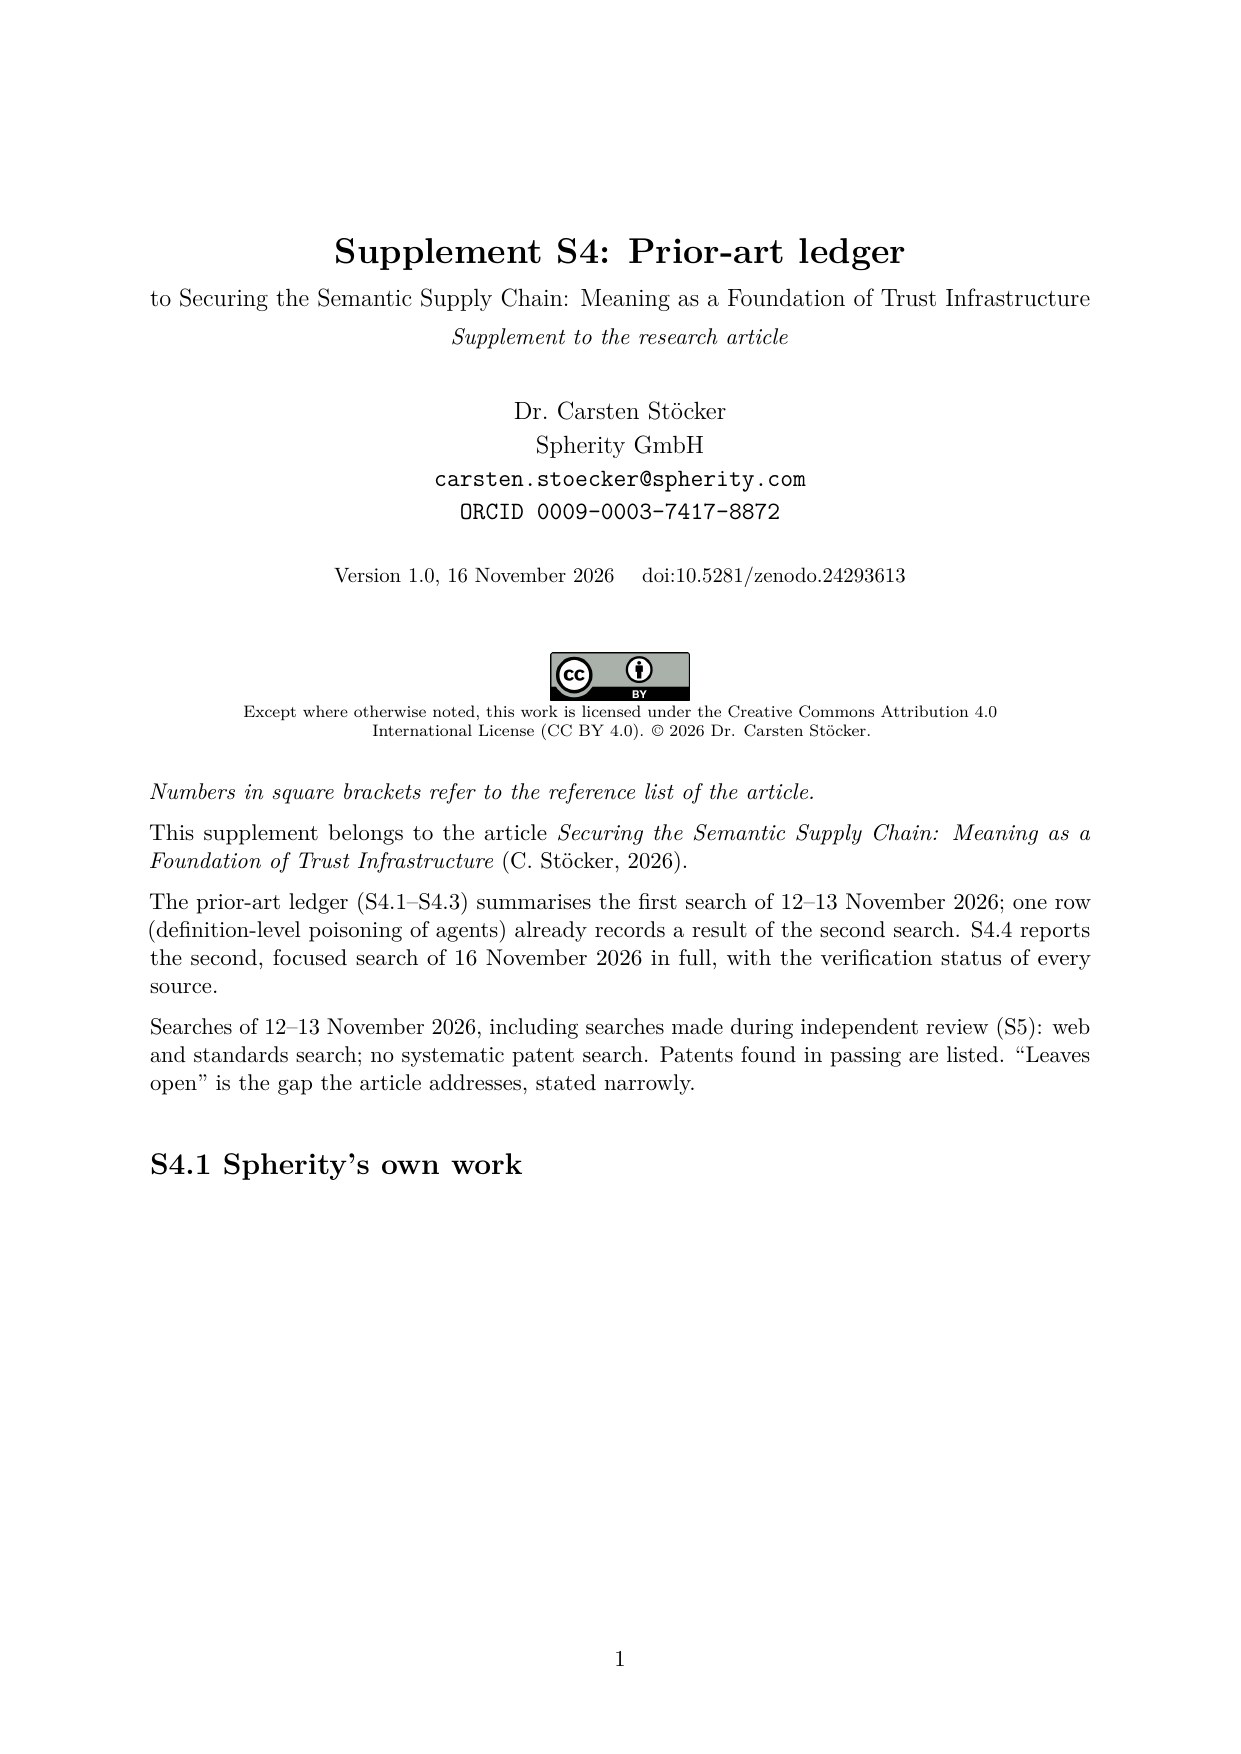 Supplement S4: Prior-art ledger
to Securing the Semantic Supply Chain: Meaning as a Foundation of Trust Infrastructure
Supplement to the research article
Dr. Carsten Stöcker
Spherity GmbH
carsten.stoecker@spherity.com
ORCID 0009-0003-7417-8872
Version 1.0, 16 November 2026 doi:10.5281/zenodo.24293613
cc
BY
Except where otherwise noted, this work is licensed under the Creative Commons Attribution 4.0
International License (CC BY 4.0). © 2026 Dr. Carsten Stöcker.
Numbers in square brackets refer to the reference list of the article.
This supplement belongs to the article Securing the Semantic Supply Chain: Meaning as a
Foundation of Trust Infrastructure (C. Stöcker, 2026).
The prior-art ledger (S4.1–S4.3) summarises the first search of 12–13 November 2026; one row
(definition-level poisoning of agents) already records a result of the second search. S4.4 reports
the second, focused search of 16 November 2026 in full, with the verification status of every
source.
Searches of 12–13 November 2026, including searches made during independent review (S5): web
and standards search; no systematic patent search. Patents found in passing are listed. “Leaves
open” is the gap the article addresses, stated narrowly.
S4.1 Spherity’s own work
1